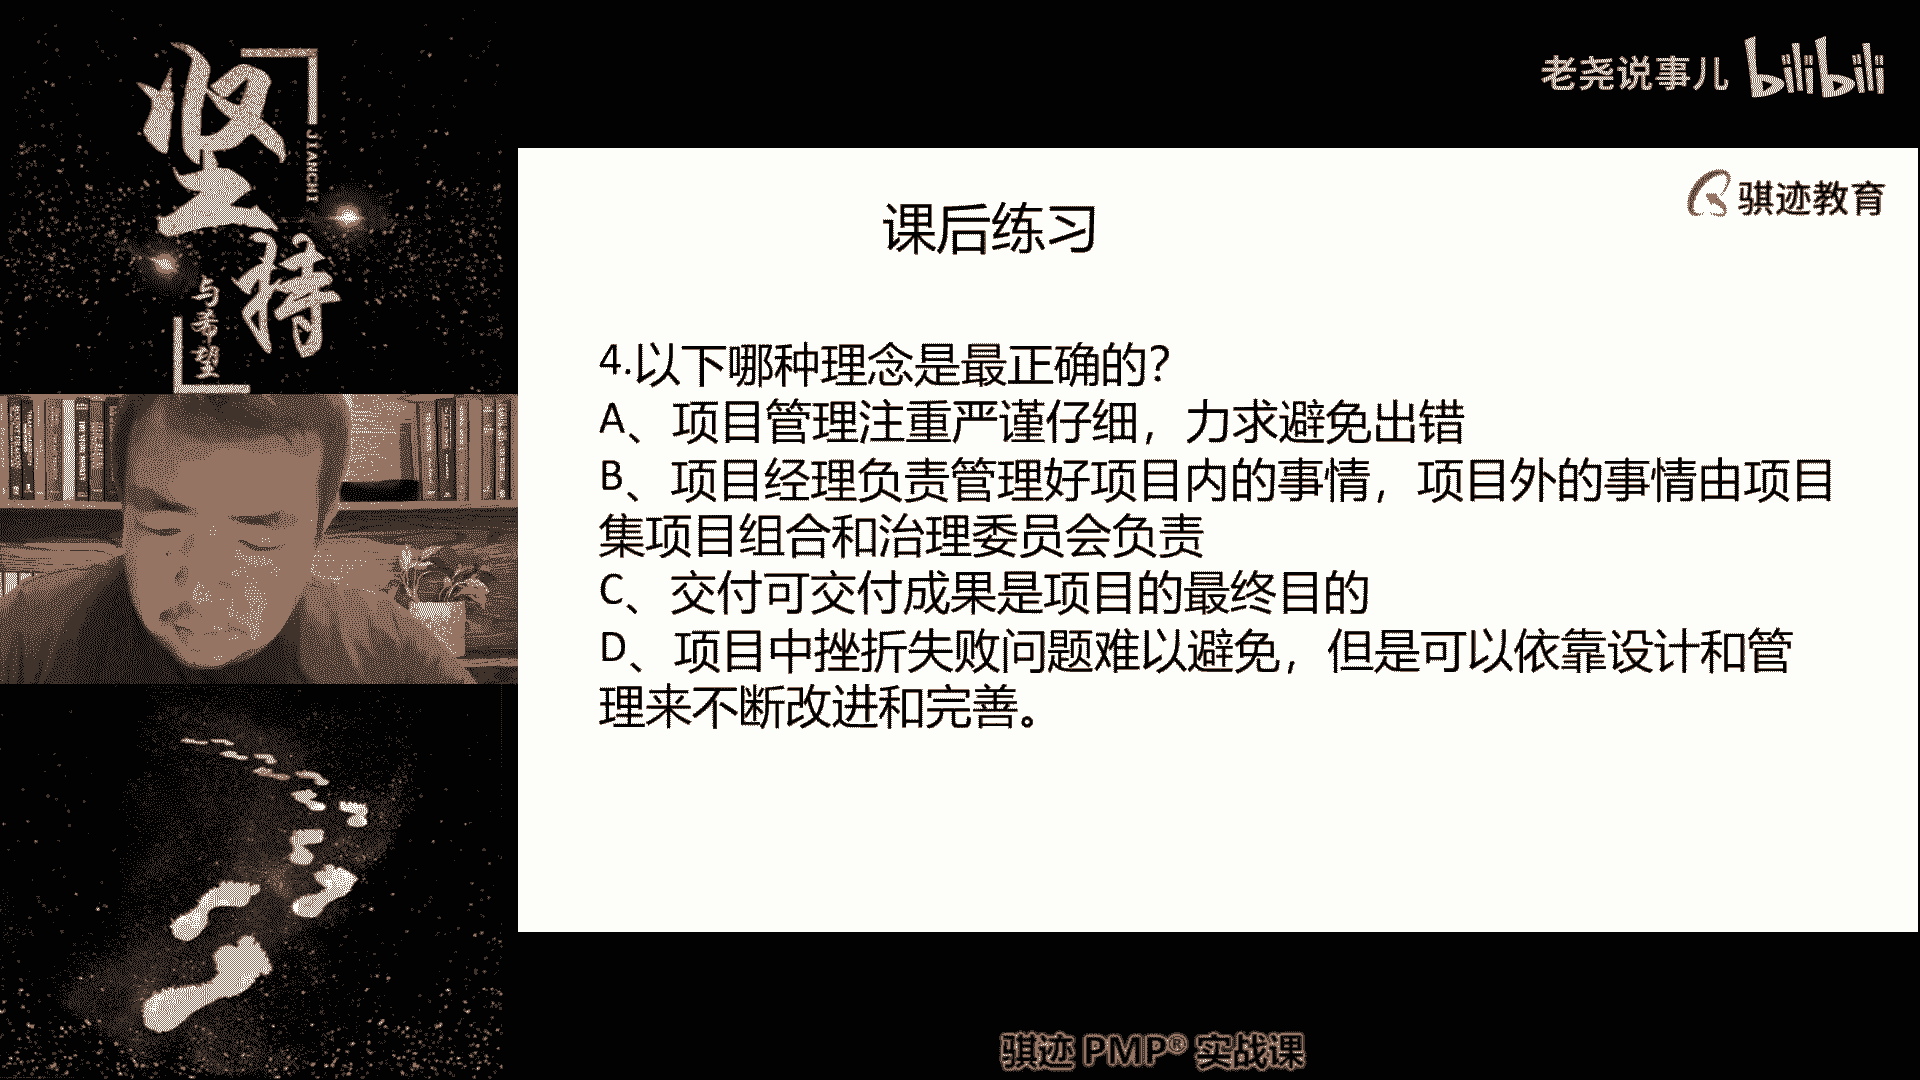 坚持
JIANCHI
与希望
老尧说事儿 bilibili
骐迹教育
课后练习
4.以下哪种理念是最正确的？
A、项目管理注重严谨仔细，力求避免出错
B、项目经理负责管理好项目内的事情，项目外的事情由项目
集项目组合和治理委员会负责
C、交付可交付成果是项目的最终目的
D、项目中挫折失败问题难以避免，但是可以依靠设计和管
理来不断改进和完善。
骐迹 PMP® 实战课